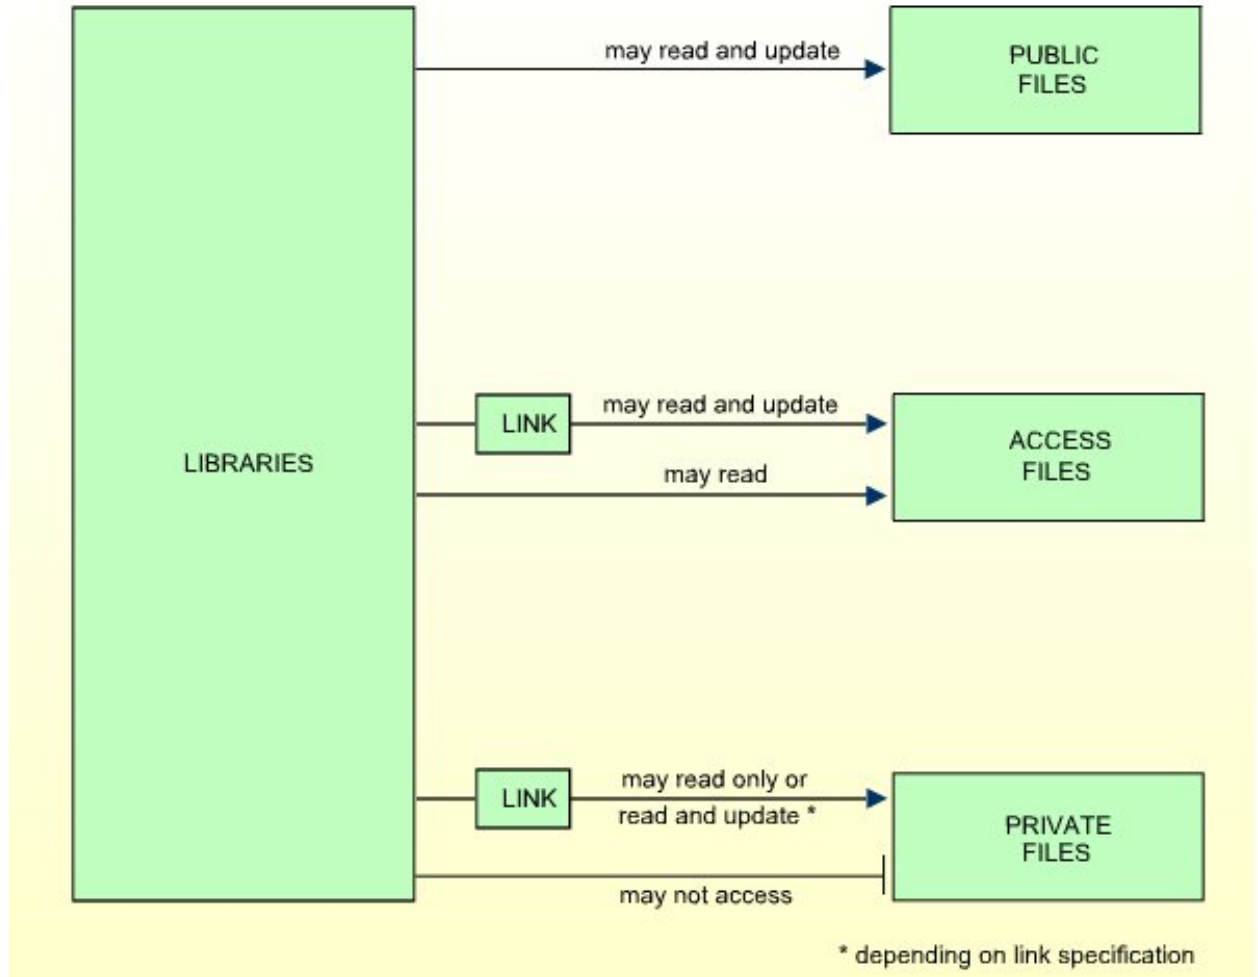 may read and update
PUBLIC
FILES
LINK
may read and update
LIBRARIES
ACCESS
FILES
may read
LINK
may read only or
read and update *
PRIVATE
FILES
may not access
* depending on link specification